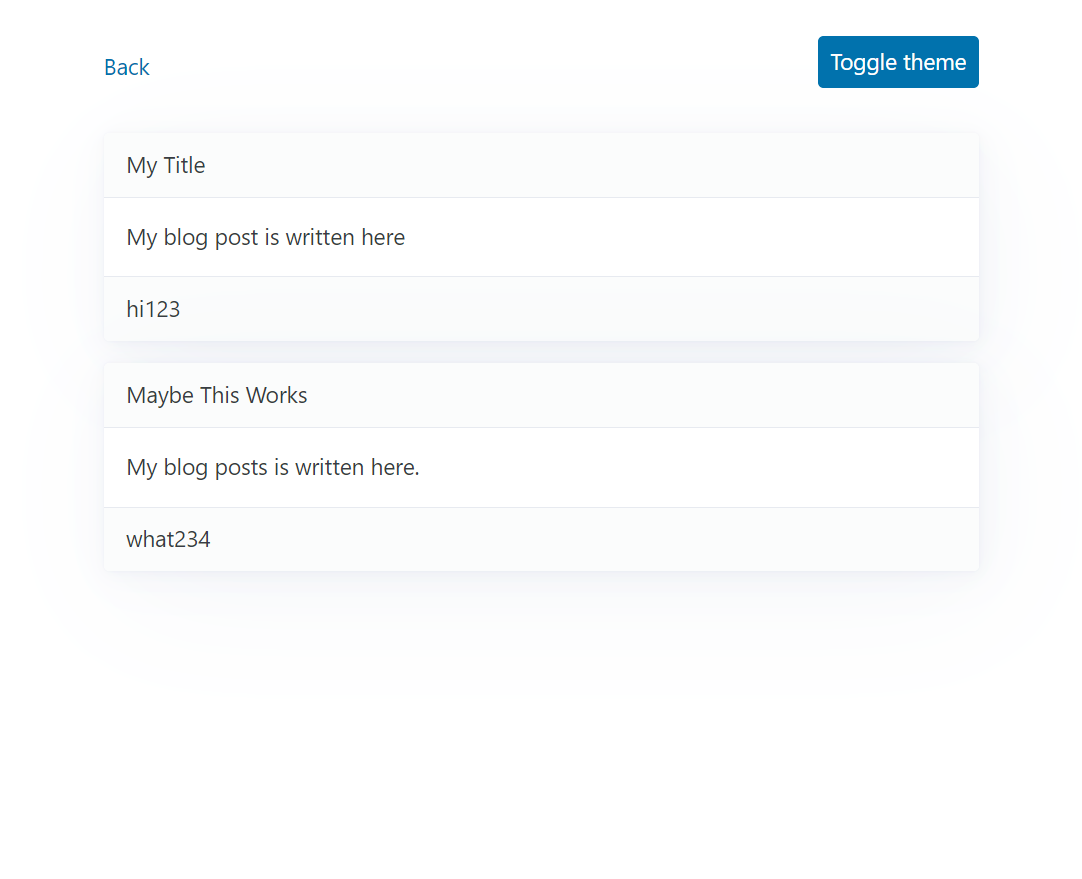 Back
Toggle theme
My Title
My blog post is written here
hi123
Maybe This Works
My blog posts is written here.
what234